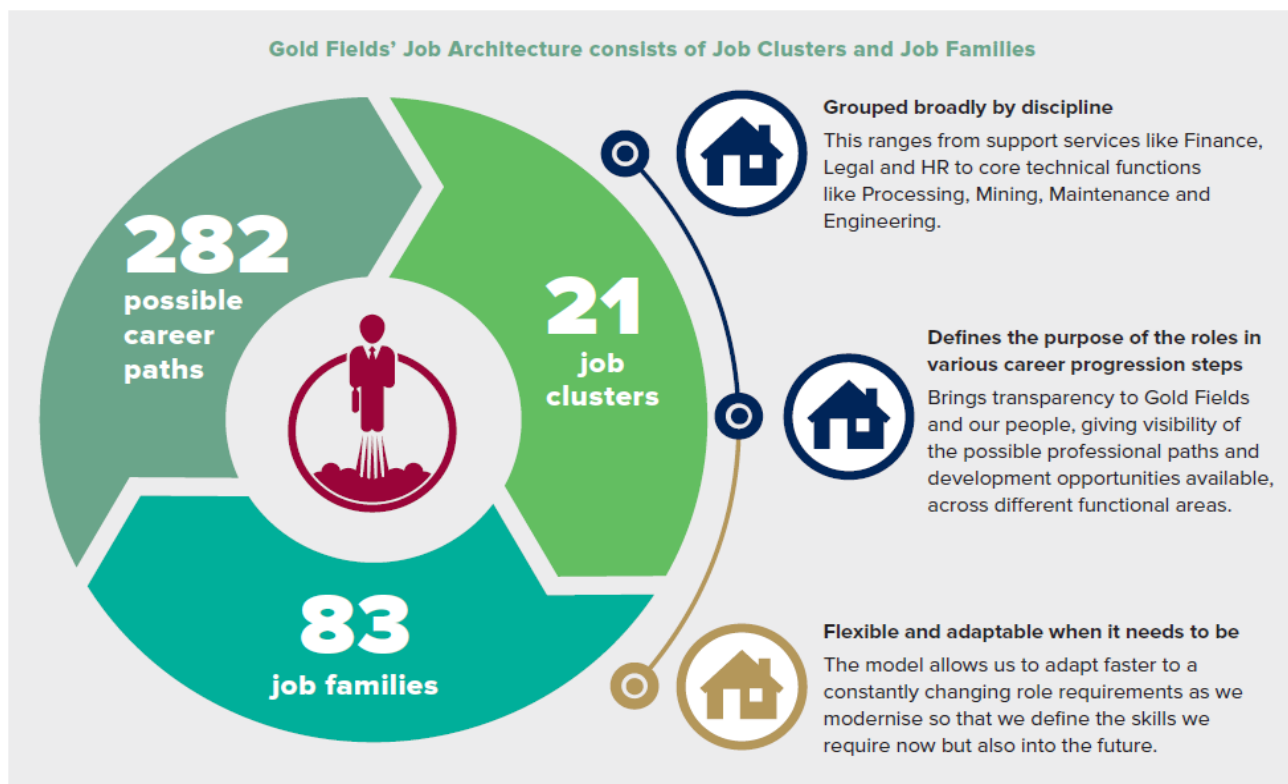 Gold Fields' Job Architecture consists of Job Clusters and Job Families
282
possible
career
paths
21
job
clusters
83
job families
Grouped broadly by discipline
This ranges from support services like Finance,
Legal and HR to core technical functions
like Processing, Mining, Maintenance and
Engineering.
Defines the purpose of the roles in
various career progression steps
Brings transparency to Gold Fields
and our people, giving visibility of
the possible professional paths and
development opportunities available,
across different functional areas.
Flexible and adaptable when it needs to be
The model allows us to adapt faster to a
constantly changing role requirements as we
modernise so that we define the skills we
require now but also into the future.